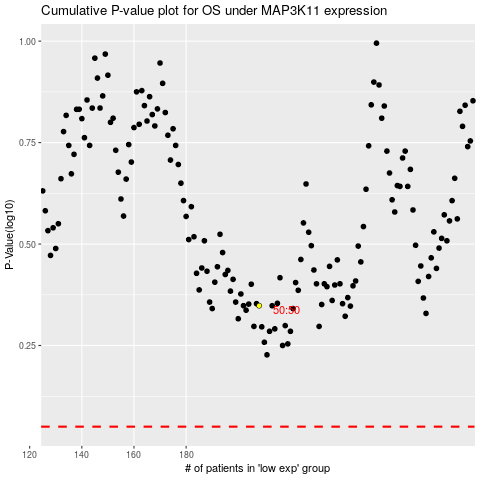 Cumulative P-value plot for OS under MAP3K11 expression
1.00
0.75
0.50
0.25
P-Value(log10)
50:50
120 140 160 180
# of patients in 'low exp' group